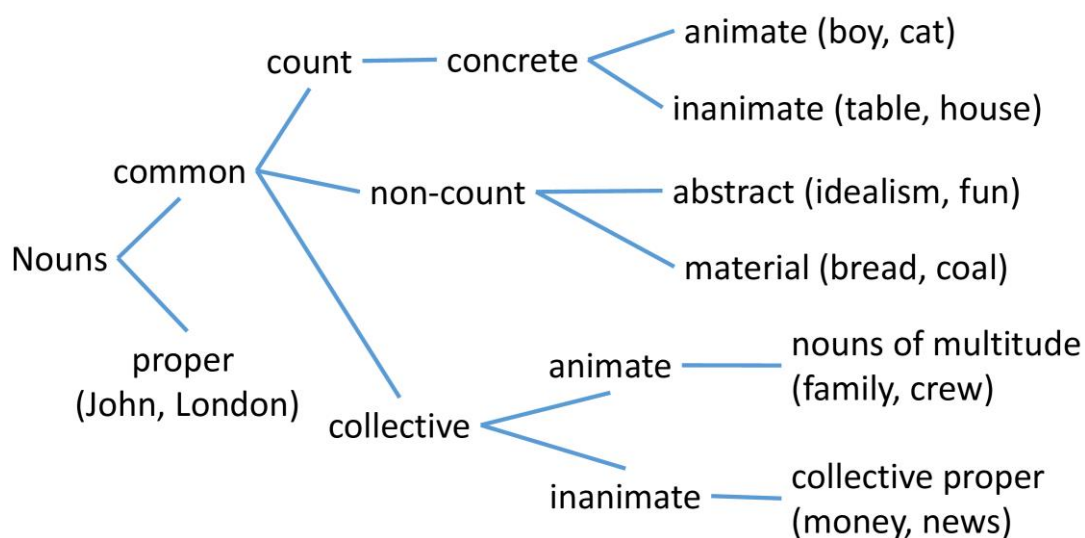 animate (boy, cat)
count
concrete
inanimate (table, house)
common
non-count
abstract (idealism, fun)
Nouns
material (bread, coal)
proper
(John, London)
animate
nouns of multitude
(family, crew)
collective
inanimate
collective proper
(money, news)